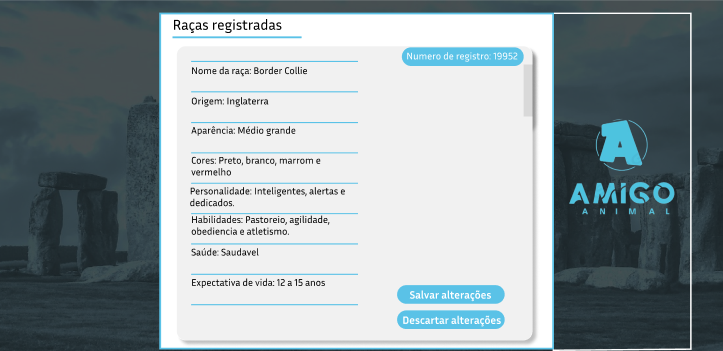 Raças registradas
Numero de registro: 19952
Nome da raça: Border Collie
Origem: Inglaterra
Aparência: Médio grande
Cores: Preto, branco, marrom e
vermelho
Personalidade: Inteligentes, alertas e
dedicados.
Habilidades: Pastoreio, agilidade,
obediencia e atletismo.
Saúde: Saudavel
Expectativa de vida: 12 a 15 anos
Salvar alterações
Descartar alterações
A
AMIGO
ANIMAL